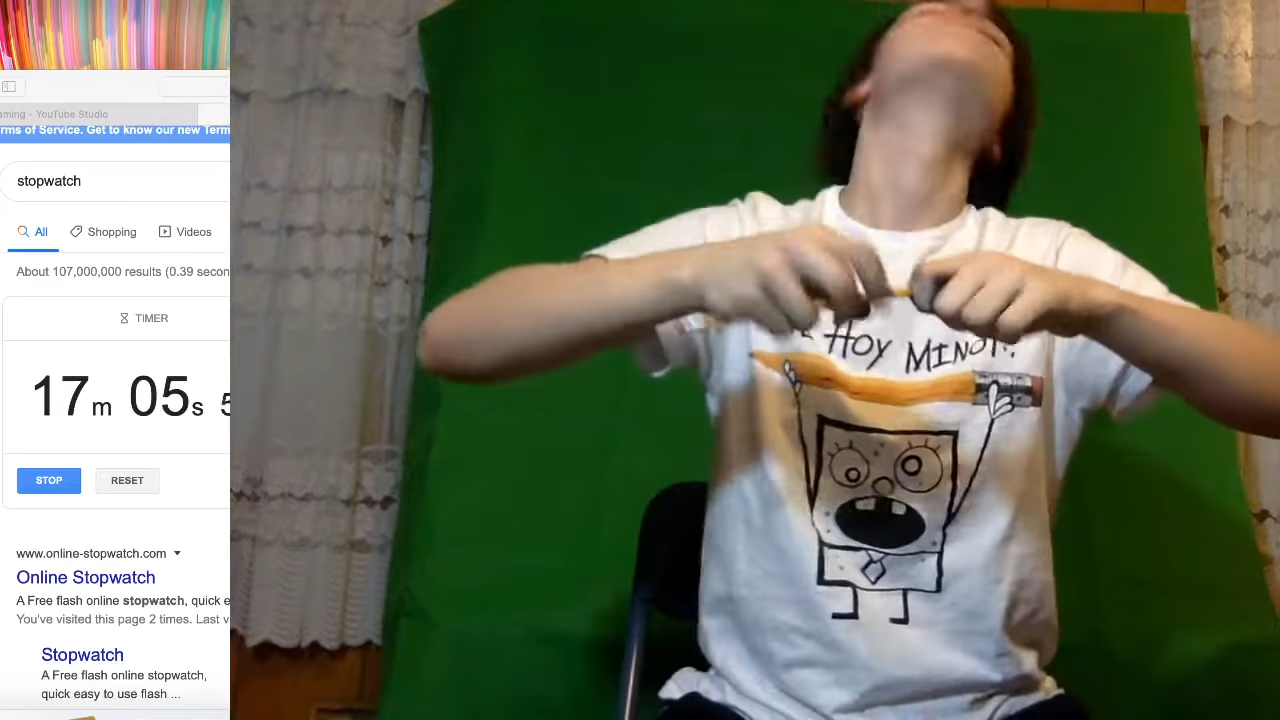 aming - YouTube Studio
rms of Service. Get to know our new Term
stopwatch
All Shopping Videos
About 107,000,000 results (0.39 secon
TIMER
17m 05s 5
STOP RESET
www.online-stopwatch.com
Online Stopwatch
A Free flash online stopwatch, quick e
You've visited this page 2 times. Last v
Stopwatch
A Free flash online stopwatch,
quick easy to use flash ...
HOY MINOY!